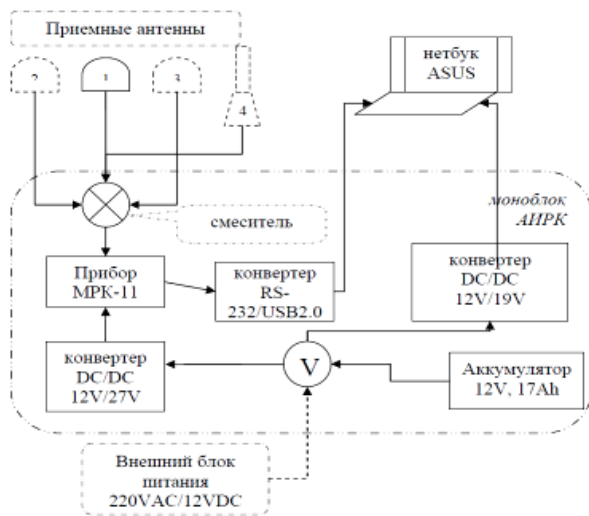 Приемные антенны
2
1
3
4
нетбук
ASUS
моноблок
АИРК
смеситель
Прибор
МРК-11
конвертер
RS-
232/USB2.0
конвертер
DC/DC
12V/19V
конвертер
DC/DC
12V/27V
V
Аккумулятор
12V, 17Ah
Внешний блок
питания
220VAC/12VDC